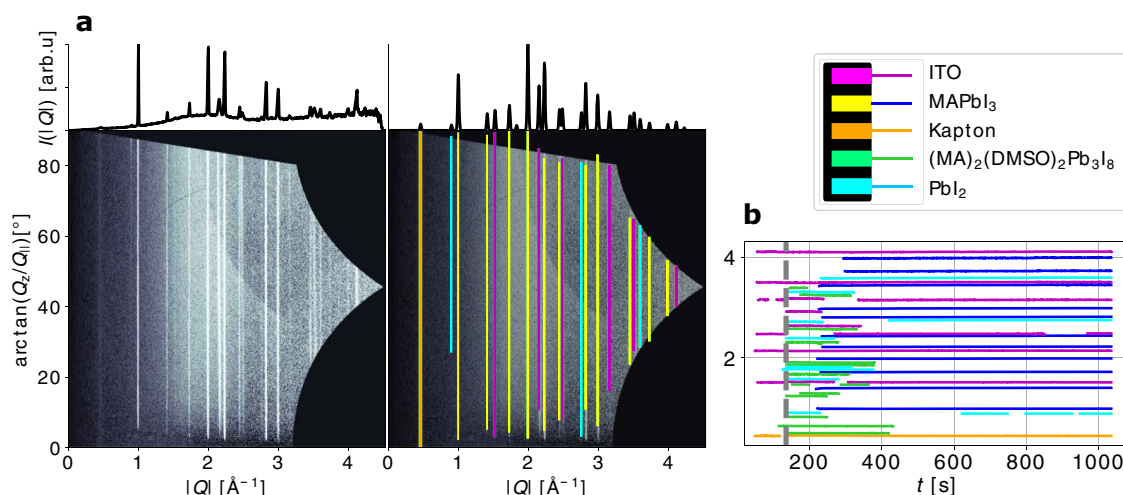 a
I(|Q|) [arb.u]
arctan(Q_z/Q_||)[°]
80
60
40
20
0
0 1 2 3 4
0 1 2 3 4
|Q| [Å⁻¹]
|Q| [Å⁻¹]
ITO
MAPbI₃
Kapton
(MA)₂(DMSO)₂Pb₃I₈
PbI₂
b
4
2
200 400 600 800 1000
t [s]